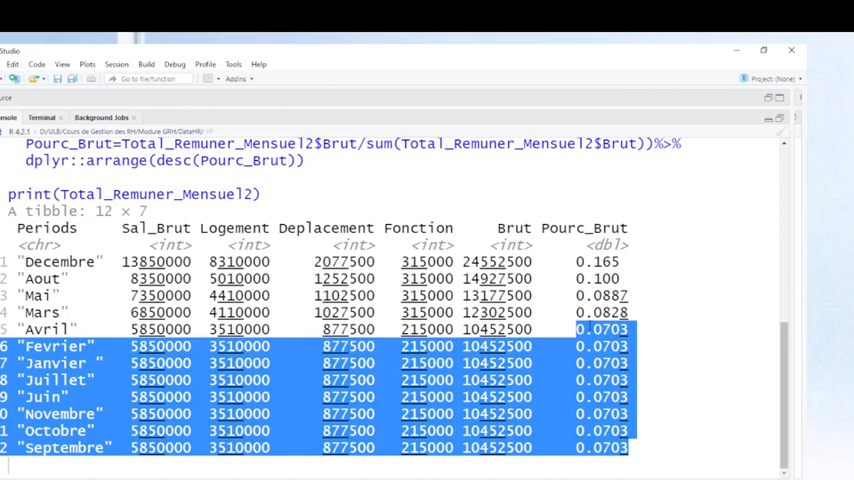 Studio
Edit Code View Plots Session Build Debug Profile Tools Help
Go to file/function Addins Project: (None)
Source
Console Terminal Background Jobs
R 4.2.1 · D:/ULB/Cours de Gestion des RH/Module GRH/DataHR/
Pourc_Brut=Total_Remuner_Mensuel2$Brut/sum(Total_Remuner_Mensuel2$Brut))%>%
dplyr::arrange(desc(Pourc_Brut))
print(Total_Remuner_Mensuel2)
A tibble: 12 × 7
Periods Sal_Brut Logement Deplacement Fonction Brut Pourc_Brut
<chr> <int> <int> <int> <int> <int> <dbl>
1 "Decembre" 13850000 8310000 2077500 315000 24552500 0.165
2 "Aout" 8350000 5010000 1252500 315000 14927500 0.100
3 "Mai" 7350000 4410000 1102500 315000 13177500 0.0887
4 "Mars" 6850000 4110000 1027500 315000 12302500 0.0828
5 "Avril" 5850000 3510000 877500 215000 10452500 0.0703
6 "Fevrier" 5850000 3510000 877500 215000 10452500 0.0703
7 "Janvier " 5850000 3510000 877500 215000 10452500 0.0703
8 "Juillet" 5850000 3510000 877500 215000 10452500 0.0703
9 "Juin" 5850000 3510000 877500 215000 10452500 0.0703
0 "Novembre" 5850000 3510000 877500 215000 10452500 0.0703
1 "Octobre" 5850000 3510000 877500 215000 10452500 0.0703
2 "Septembre" 5850000 3510000 877500 215000 10452500 0.0703